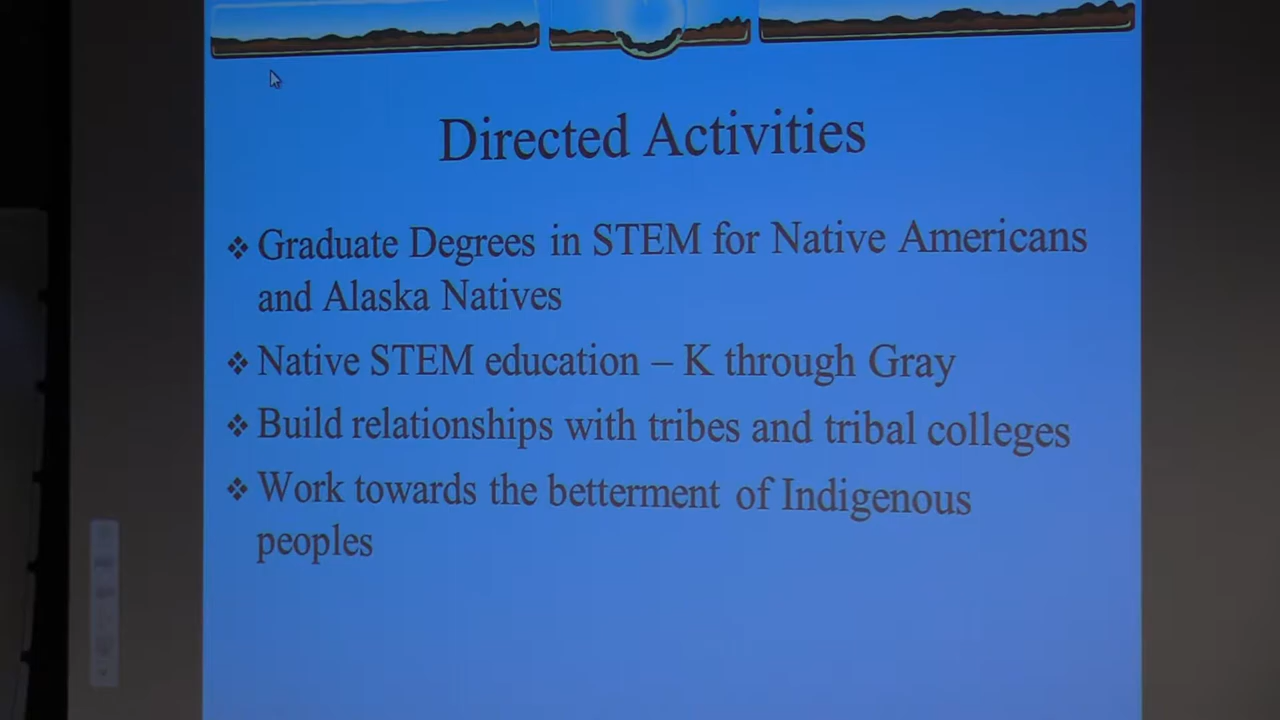 Directed Activities
❖ Graduate Degrees in STEM for Native Americans
and Alaska Natives
❖ Native STEM education – K through Gray
❖ Build relationships with tribes and tribal colleges
❖ Work towards the betterment of Indigenous
peoples